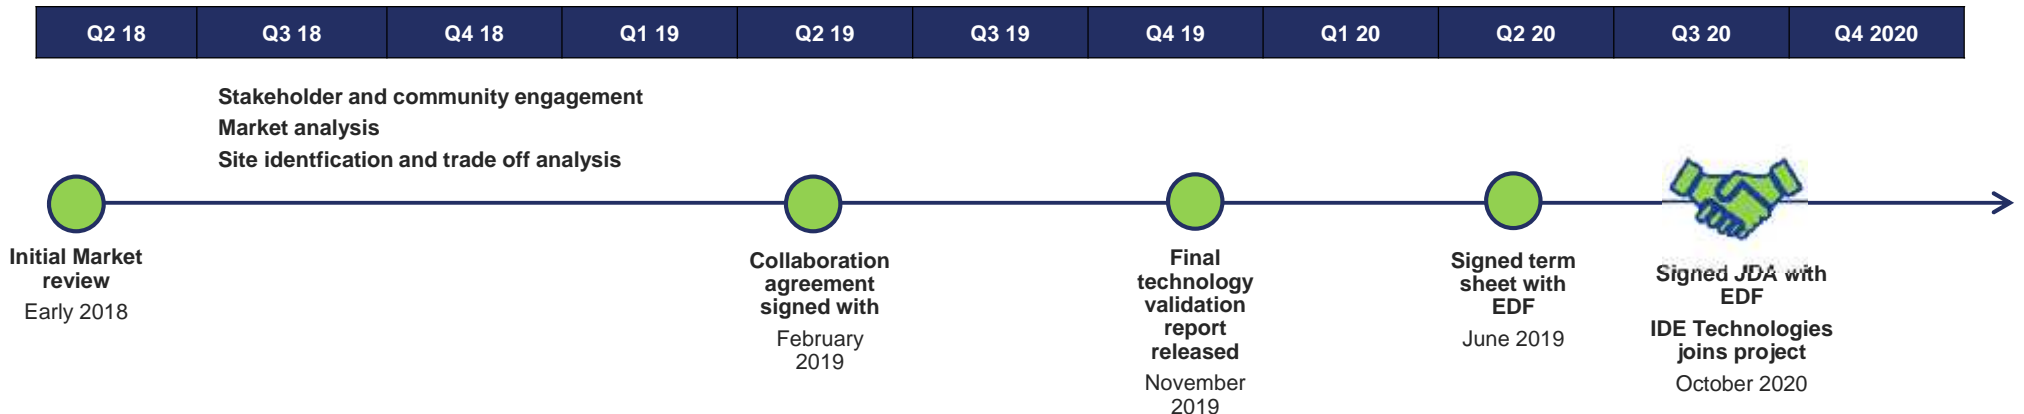 Q2 18 Q3 18 Q4 18 Q1 19 Q2 19 Q3 19 Q4 19 Q1 20 Q2 20 Q3 20 Q4 2020
Stakeholder and community engagement
Market analysis
Site identfication and trade off analysis
Initial Market
review
Early 2018
Collaboration
agreement
signed with
February
2019
Final
technology
validation
report
released
November
2019
Signed term
sheet with
EDF
June 2019
Signed JDA with
EDF
IDE Technologies
joins project
October 2020